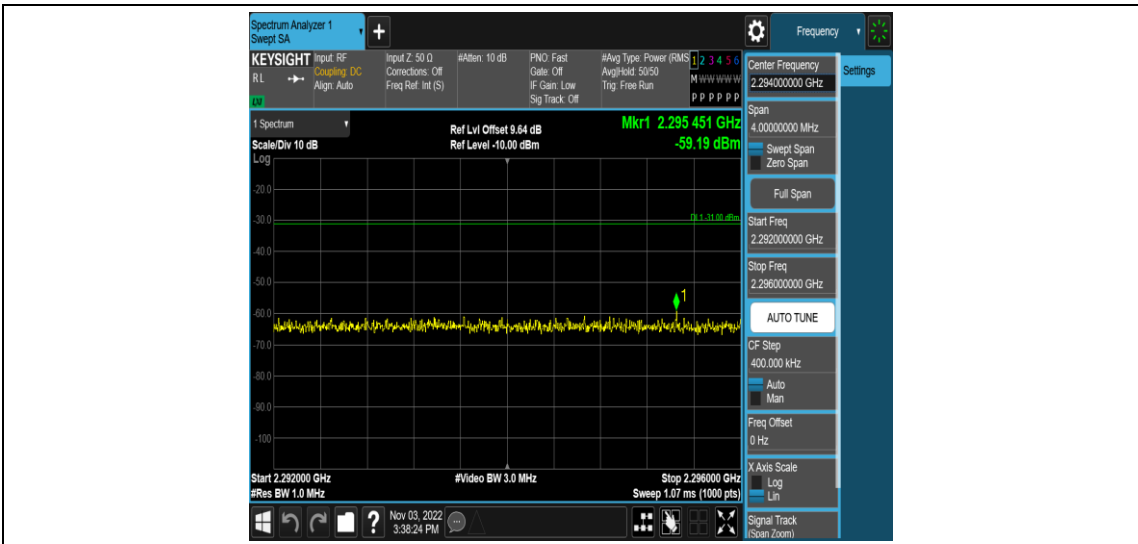 Spectrum Analyzer 1
Swept SA
+
Frequency
KEYSIGHT
RL
LXI
Input: RF
Coupling: DC
Align: Auto
Input Z: 50 Ω
Corrections: Off
Freq Ref: Int (S)
#Atten: 10 dB
PNO: Fast
Gate: Off
IF Gain: Low
Sig Track: Off
#Avg Type: Power (RMS
Avg|Hold: 50/50
Trig: Free Run
1 2 3 4 5 6
M W W W W W
P P P P P P
1 Spectrum
Scale/Div 10 dB
Log
Ref Lvl Offset 9.64 dB
Ref Level -10.00 dBm
Mkr1 2.295 451 GHz
-59.19 dBm
-20.0
-30.0
DL1 -31.00 dBm
-40.0
-50.0
1
-60.0
-70.0
-80.0
-90.0
-100
Start 2.292000 GHz
#Res BW 1.0 MHz
#Video BW 3.0 MHz
Stop 2.296000 GHz
Sweep 1.07 ms (1000 pts)
?
Nov 03, 2022
3:38:24 PM
Center Frequency
2.294000000 GHz
Settings
Span
4.00000000 MHz
Swept Span
Zero Span
Full Span
Start Freq
2.292000000 GHz
Stop Freq
2.296000000 GHz
AUTO TUNE
CF Step
400.000 kHz
Auto
Man
Freq Offset
0 Hz
X Axis Scale
Log
Lin
Signal Track
(Span Zoom)